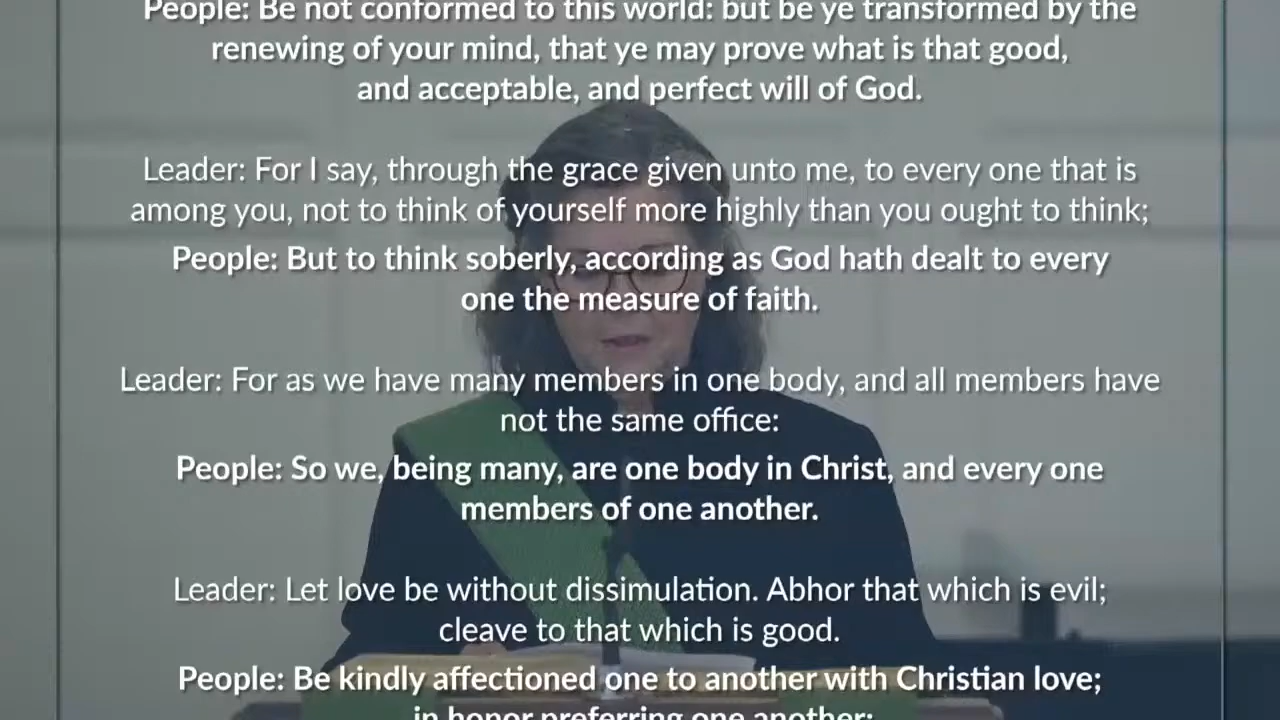 People: Be not conformed to this world: but be ye transformed by the
renewing of your mind, that ye may prove what is that good,
and acceptable, and perfect will of God.
Leader: For I say, through the grace given unto me, to every one that is
among you, not to think of yourself more highly than you ought to think;
People: But to think soberly, according as God hath dealt to every
one the measure of faith.
Leader: For as we have many members in one body, and all members have
not the same office:
People: So we, being many, are one body in Christ, and every one
members of one another.
Leader: Let love be without dissimulation. Abhor that which is evil;
cleave to that which is good.
People: Be kindly affectioned one to another with Christian love;
in honor preferring one another;